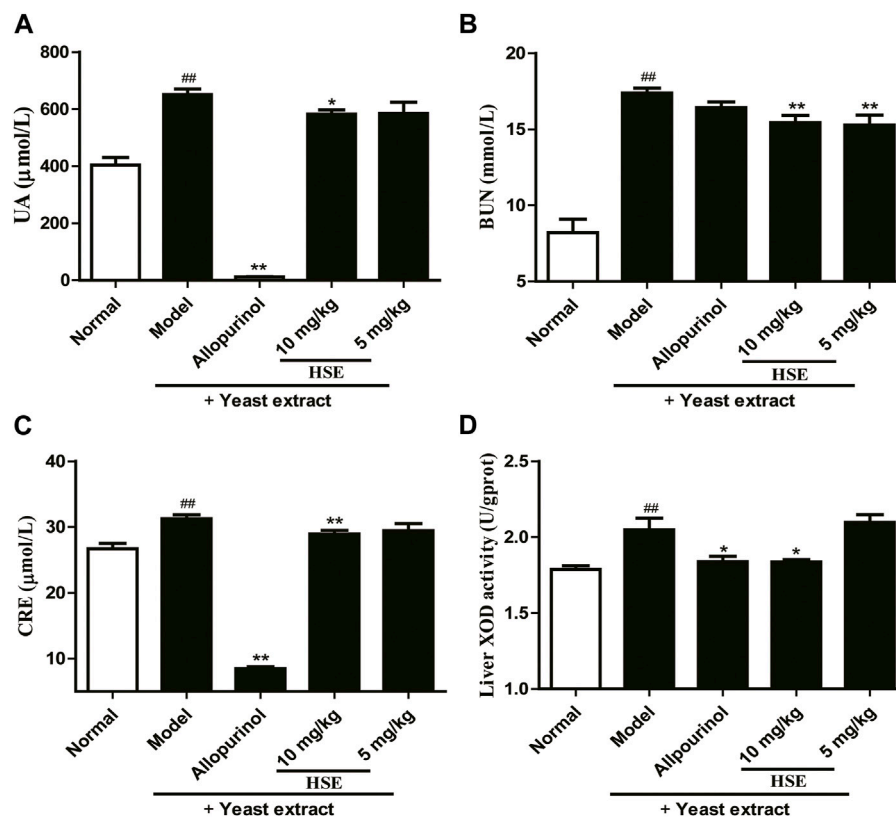 A
UA (μmol/L)
800
600
400
200
0
##
**
*
Normal
Model
Allopurinol
10 mg/kg
5 mg/kg
HSE
+ Yeast extract
B
BUN (mmol/L)
20
15
10
5
##
**
**
Normal
Model
Allopurinol
10 mg/kg
5 mg/kg
HSE
+ Yeast extract
C
CRE (μmol/L)
40
30
20
10
##
**
**
Normal
Model
Allopurinol
10 mg/kg
5 mg/kg
HSE
+ Yeast extract
D
Liver XOD activity (U/gprot)
2.5
2.0
1.5
1.0
##
*
*
Normal
Model
Allpourinol
10 mg/kg
5 mg/kg
HSE
+ Yeast extract